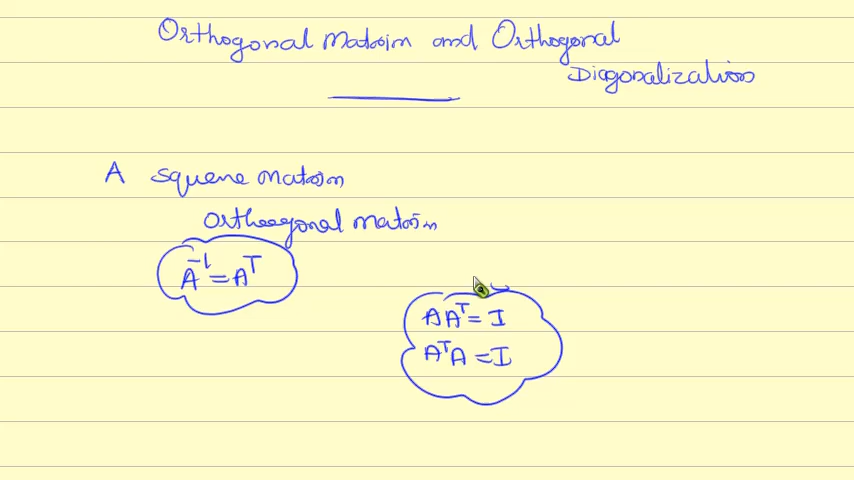 Orthogonal Matrix and Orthogonal
Diagonalization
A square matrix
Orthogonal matrix
A⁻¹ = Aᵀ
AAᵀ = I
AᵀA = I